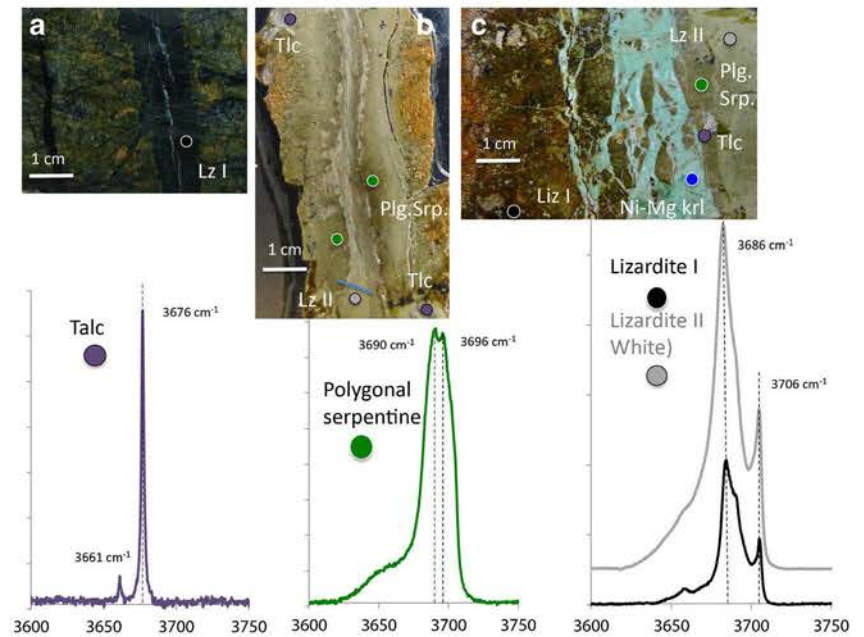 a
Lz I
1 cm
b
Tlc
Plg.Srp.
1 cm
Lz II
Tlc
c
Lz II
Plg.
Srp.
Tlc
1 cm
Liz I
Ni-Mg krl
Talc
3676 cm-1
3661 cm-1
3600 3650 3700 3750
3690 cm-1 3696 cm-1
Polygonal
serpentine
3600 3650 3700 3750
3686 cm-1
Lizardite I
Lizardite II
White)
3706 cm-1
3600 3650 3700 3750